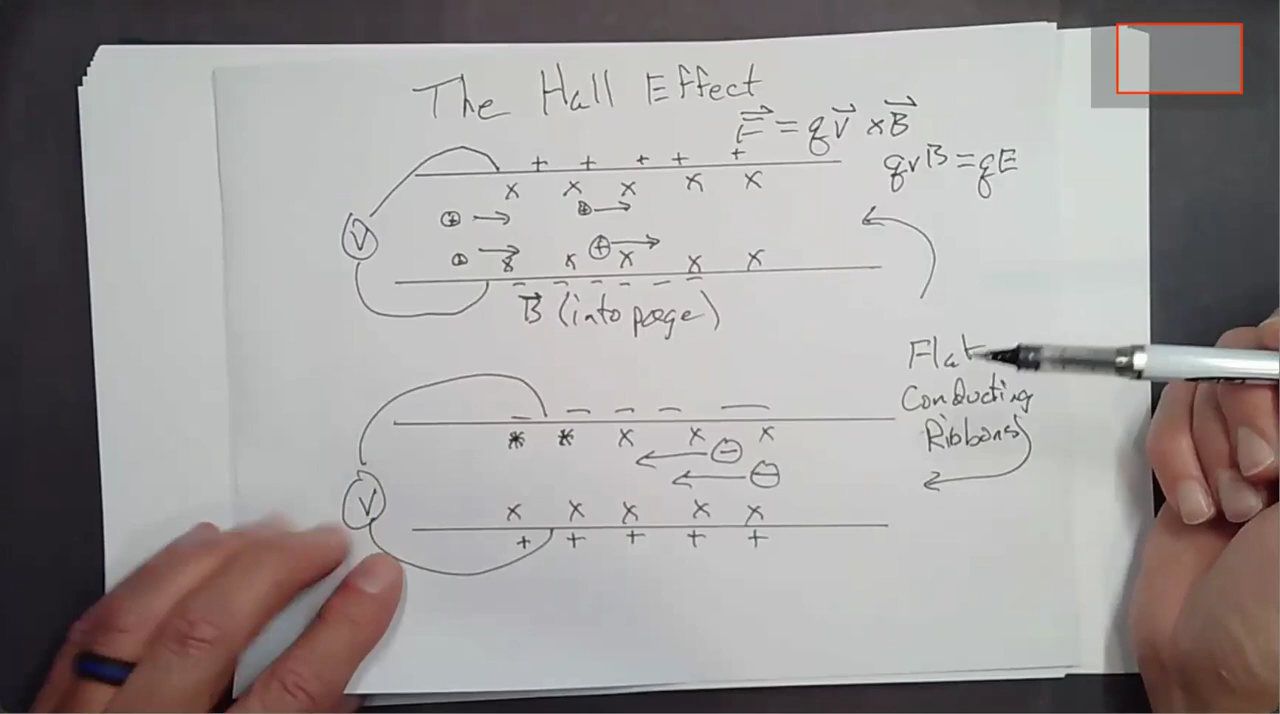 The Hall Effect
F⃗ = qv⃗ × B⃗
qvB = qE
+ + + + +
x x x x x
V
+ → + →
+ → + →
x x x x x
- - - - - -
B⃗ (into page)
Flat
Conducting
Ribbons
- - - - -
x x x x x
← -
← -
V
x x x x x
+ + + + +